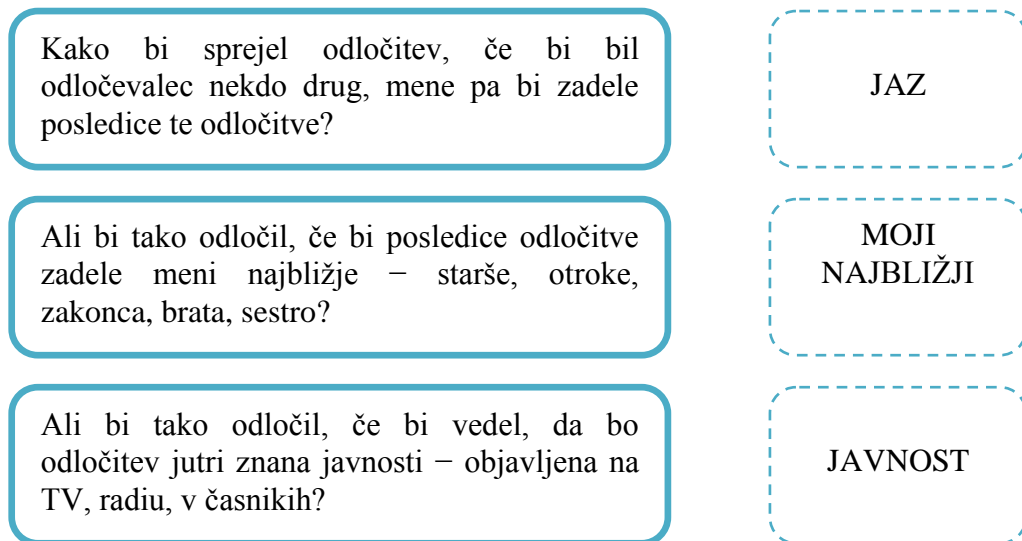 Kako bi sprejel odločitev, če bi bil
odločevalec nekdo drug, mene pa bi zadele
posledice te odločitve?
JAZ
Ali bi tako odločil, če bi posledice odločitve
zadele meni najbližje − starše, otroke,
zakonca, brata, sestro?
MOJI
NAJBLIŽJI
Ali bi tako odločil, če bi vedel, da bo
odločitev jutri znana javnosti − objavljena na
TV, radiu, v časnikih?
JAVNOST